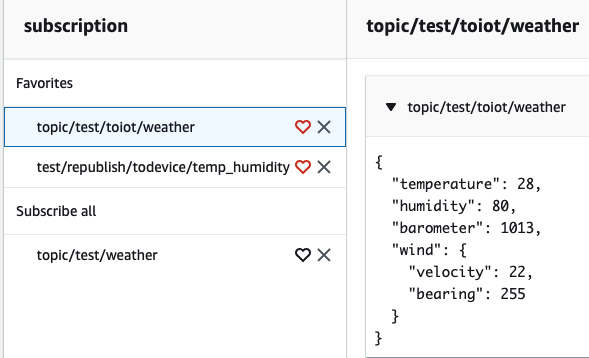 subscription
Favorites
topic/test/toiot/weather
test/republish/todevice/temp_humidity
Subscribe all
topic/test/weather
topic/test/toiot/weather
topic/test/toiot/weather
{
  "temperature": 28,
  "humidity": 80,
  "barometer": 1013,
  "wind": {
    "velocity": 22,
    "bearing": 255
  }
}